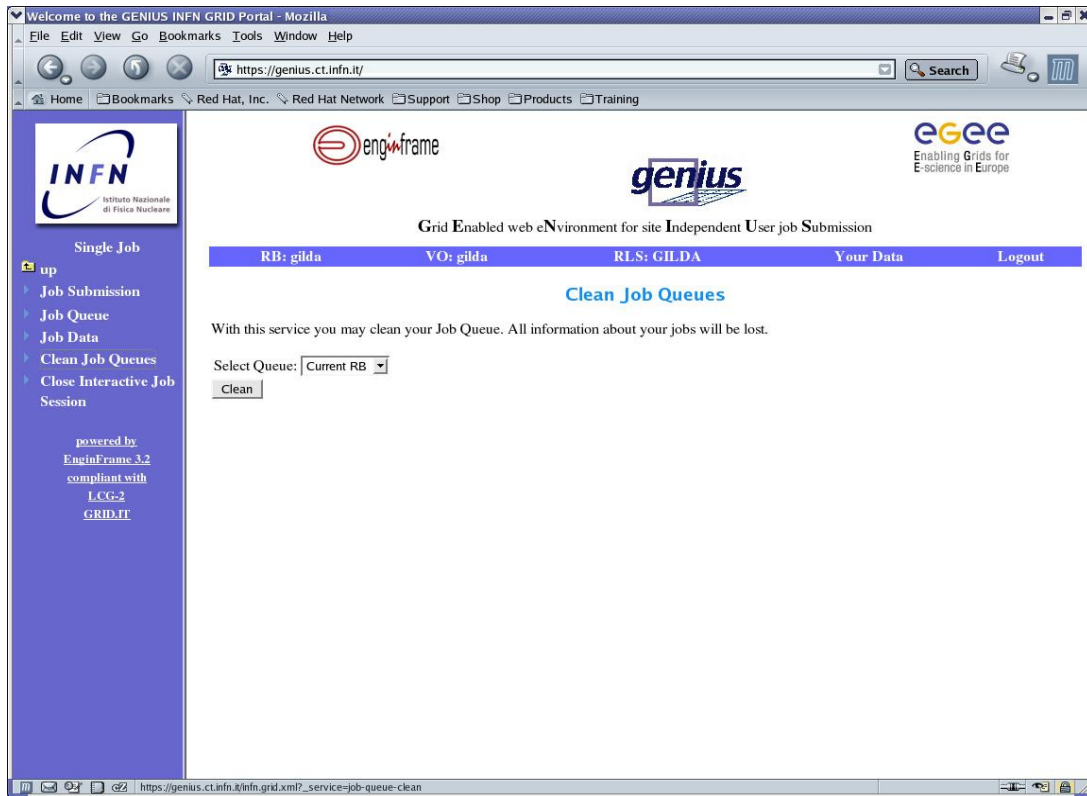 Welcome to the GENIUS INFN GRID Portal - Mozilla
File Edit View Go Bookmarks Tools Window Help
https://genius.ct.infn.it/
Search
Home Bookmarks Red Hat, Inc. Red Hat Network Support Shop Products Training
INFN
Istituto Nazionale
di Fisica Nucleare
enginframe
genius
egee
Enabling Grids for
E-science in Europe
Grid Enabled web eNvironment for site Independent User job Submission
RB: gilda VO: gilda RLS: GILDA Your Data Logout
Single Job
up
Job Submission
Job Queue
Job Data
Clean Job Queues
Close Interactive Job
Session
powered by
EnginFrame 3.2
compliant with
LCG-2
GRID.IT
Clean Job Queues
With this service you may clean your Job Queue. All information about your jobs will be lost.
Select Queue: Current RB
Clean
https://genius.ct.infn.it/infn.grid.xml?_service=job-queue-clean